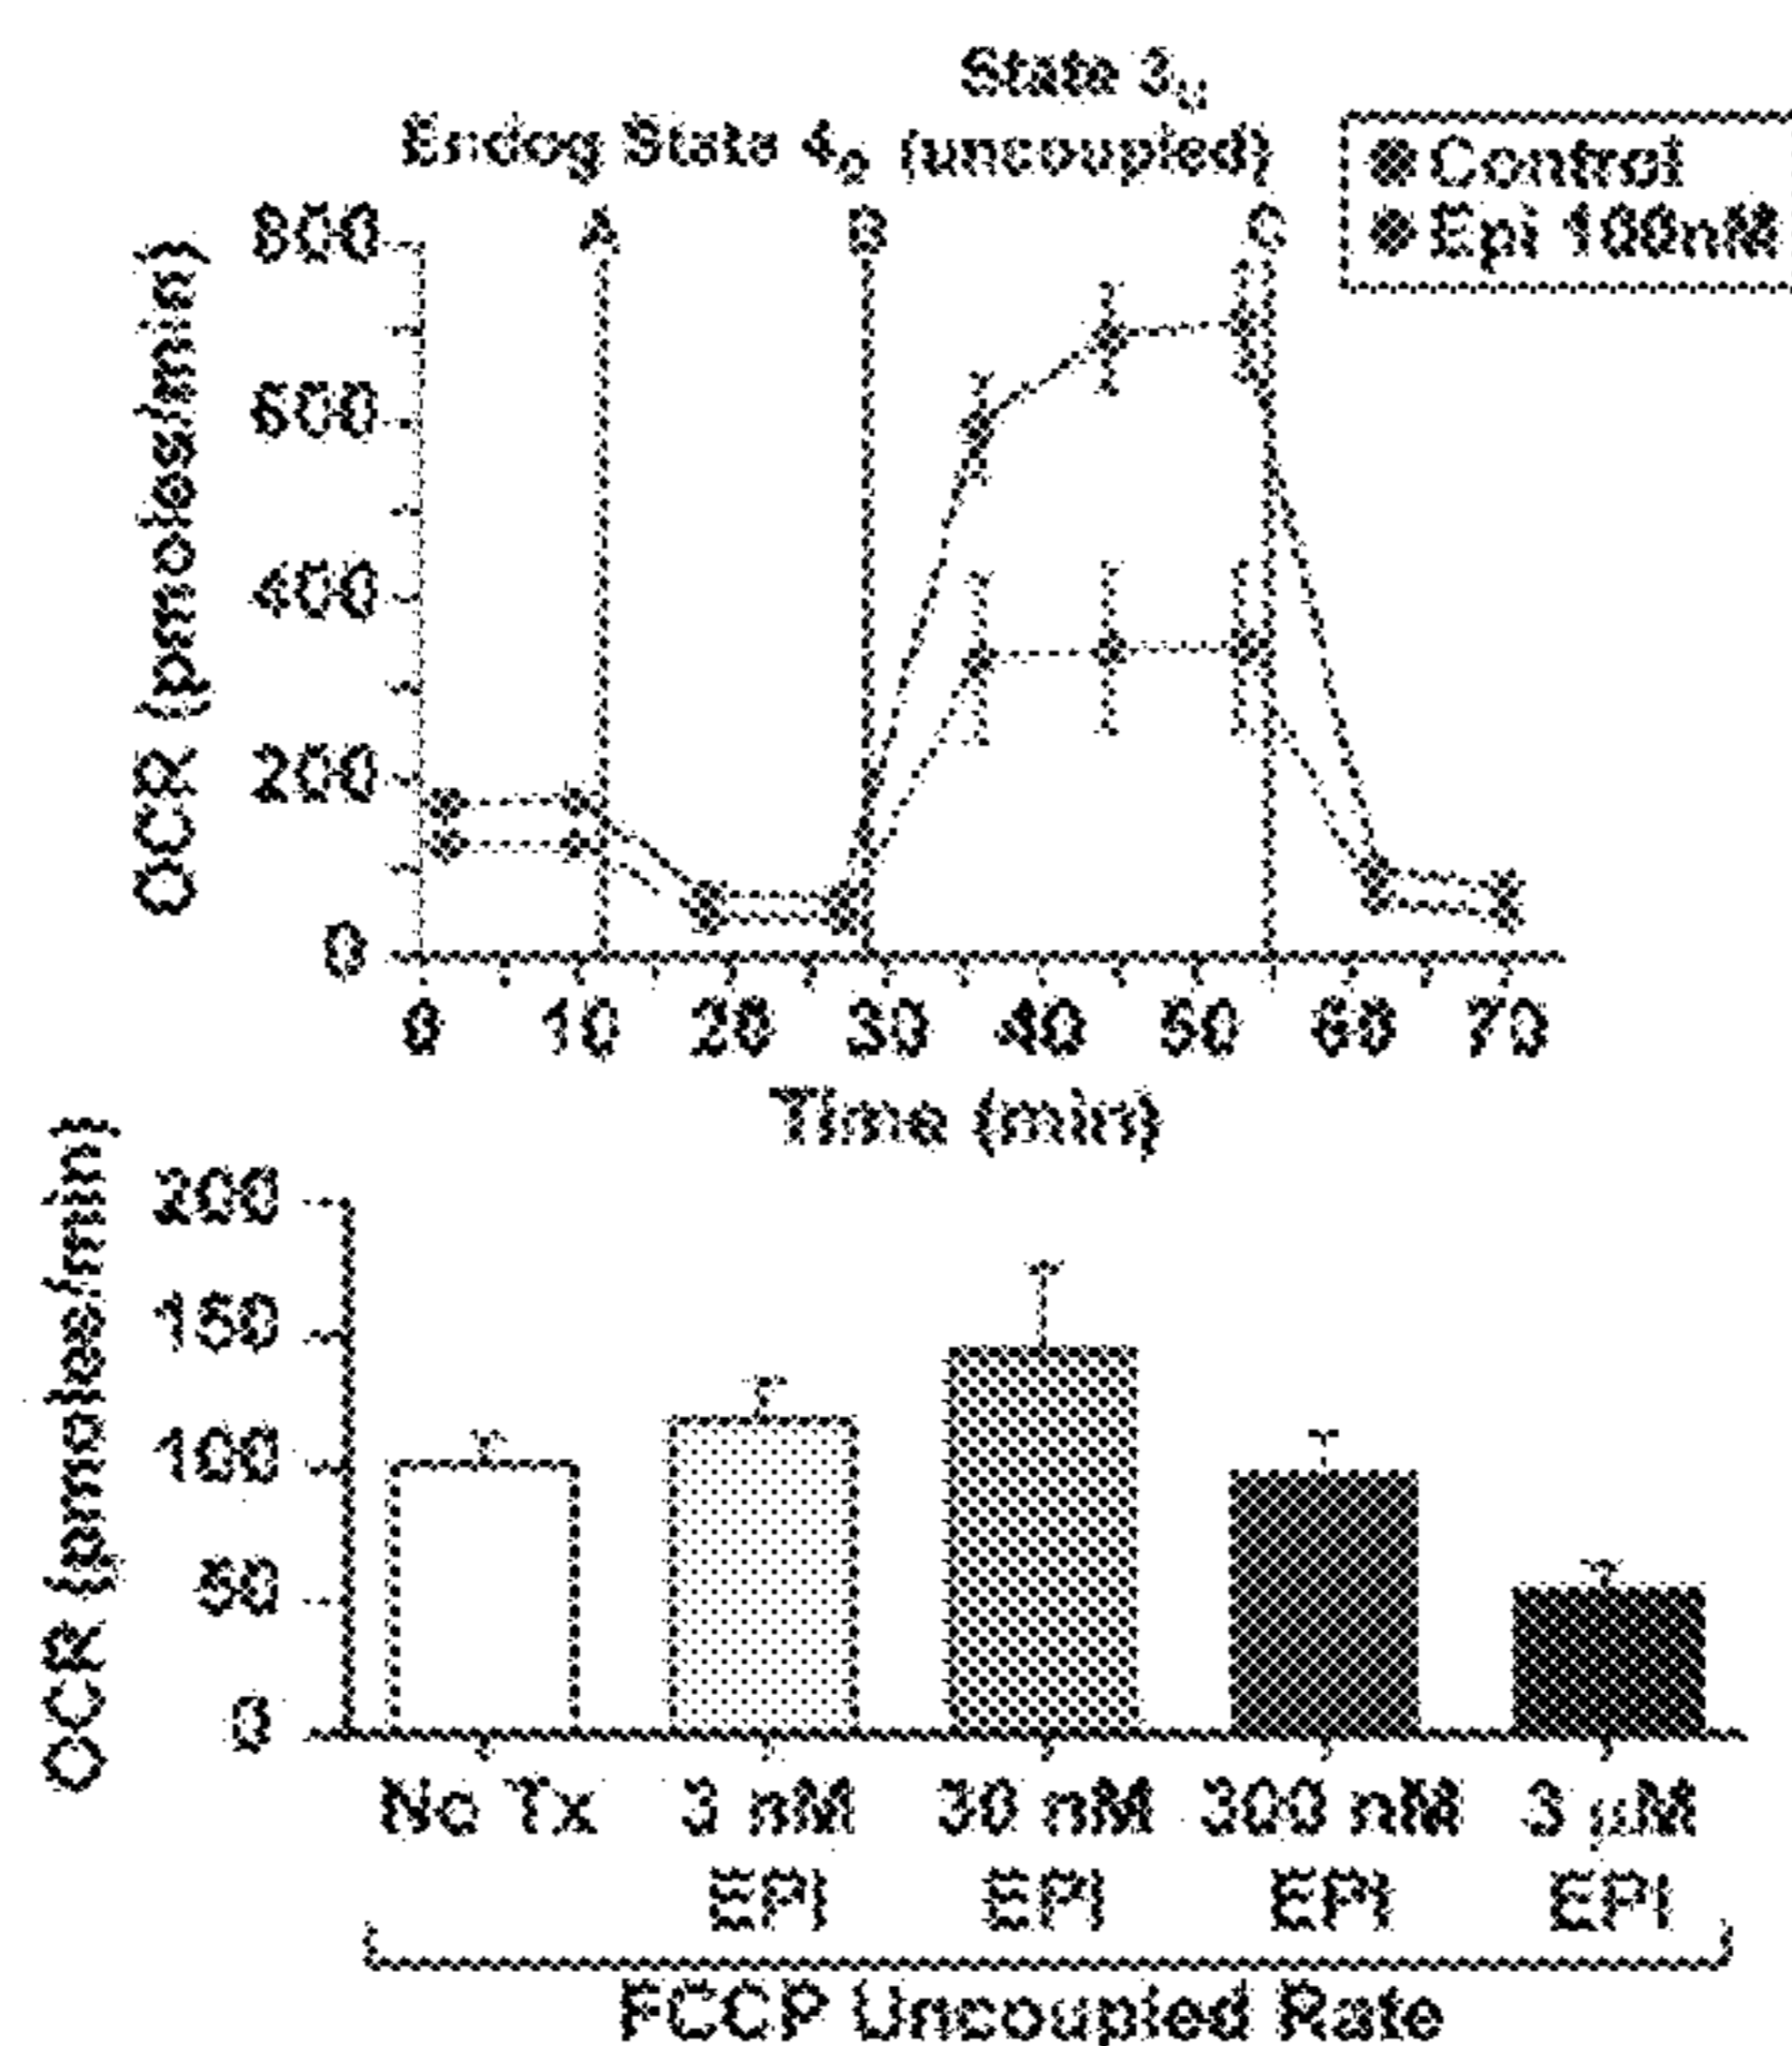 State 3u
Endog State 4o (uncoupled)
Control
Epi 100nM
A B C
800
600
400
200
0
OCR (pmoles/min)
0 10 20 30 40 50 60 70
Time (min)
200
150
100
50
0
OCR (pmoles/min)
No Tx 3 nM 30 nM 300 nM 3 μM
EPI EPI EPI EPI
FCCP Uncoupled Rate